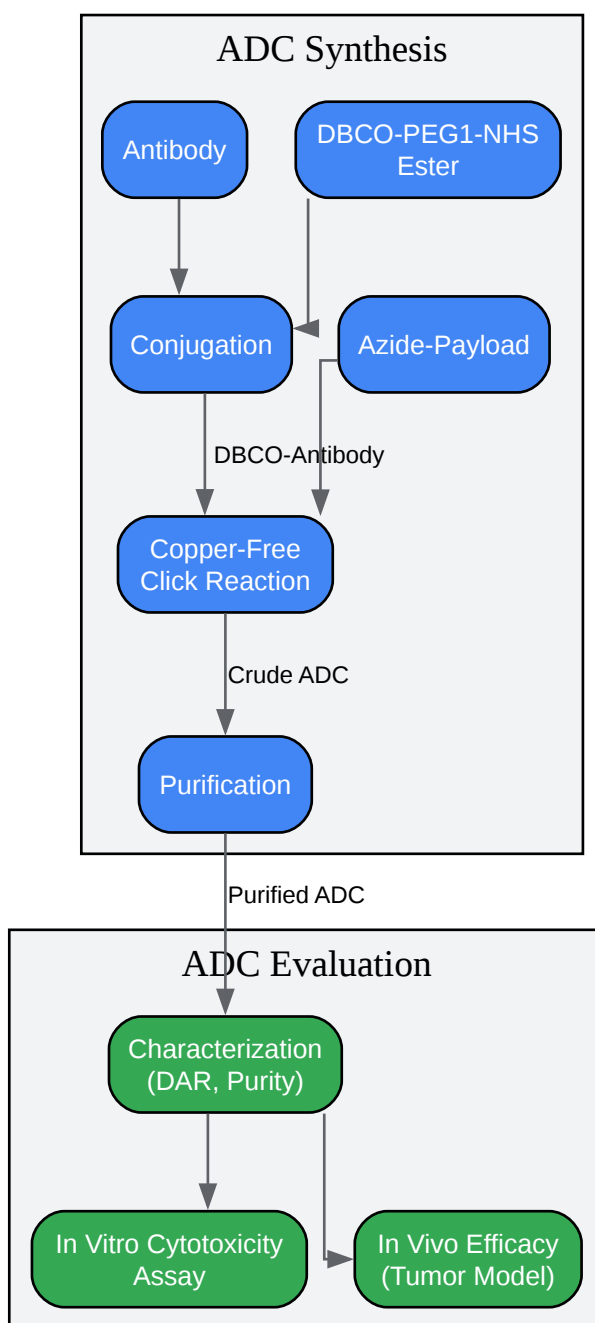 ADC Synthesis
Antibody
DBCO-PEG1-NHS
Ester
Conjugation
Azide-Payload
DBCO-Antibody
Copper-Free
Click Reaction
Crude ADC
Purification
Purified ADC
ADC Evaluation
Characterization
(DAR, Purity)
In Vitro Cytotoxicity
Assay
In Vivo Efficacy
(Tumor Model)